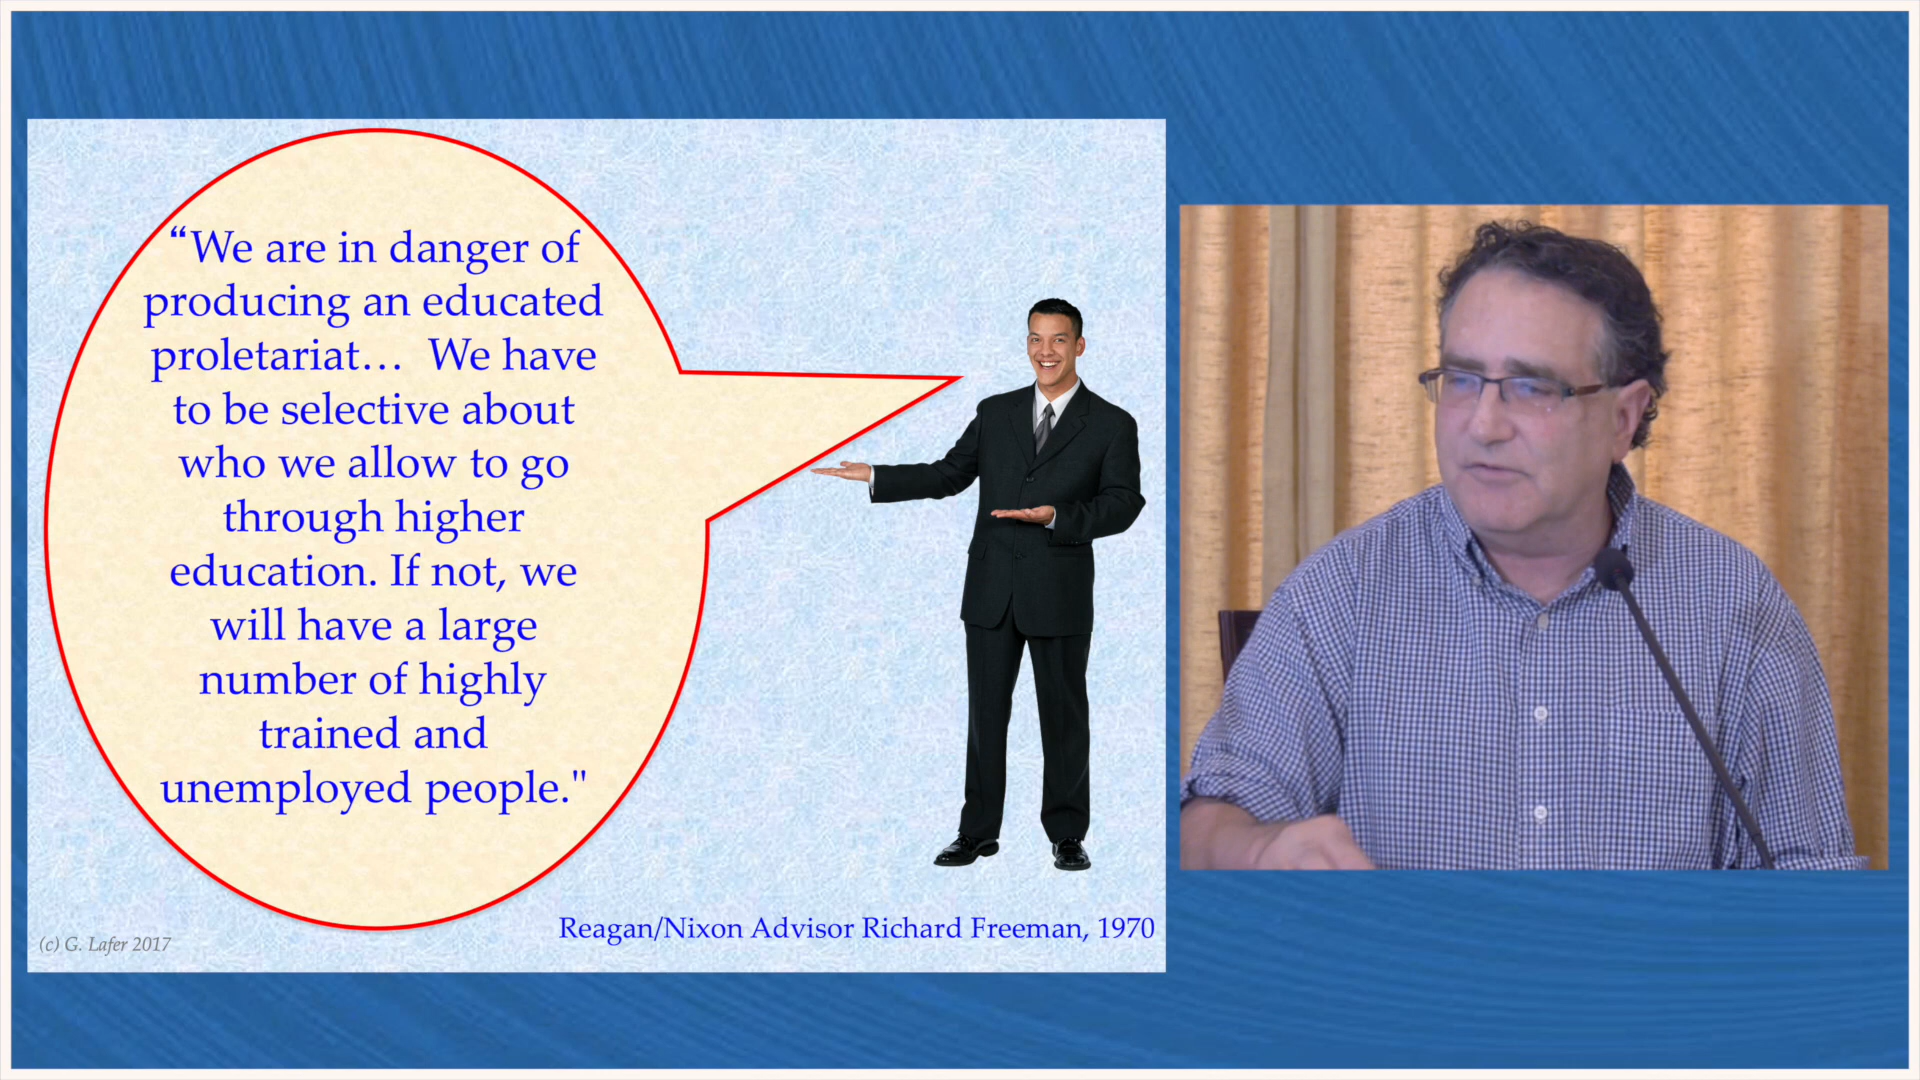 “We are in danger of
producing an educated
proletariat… We have
to be selective about
who we allow to go
through higher
education. If not, we
will have a large
number of highly
trained and
unemployed people."
Reagan/Nixon Advisor Richard Freeman, 1970
(c) G. Lafer 2017